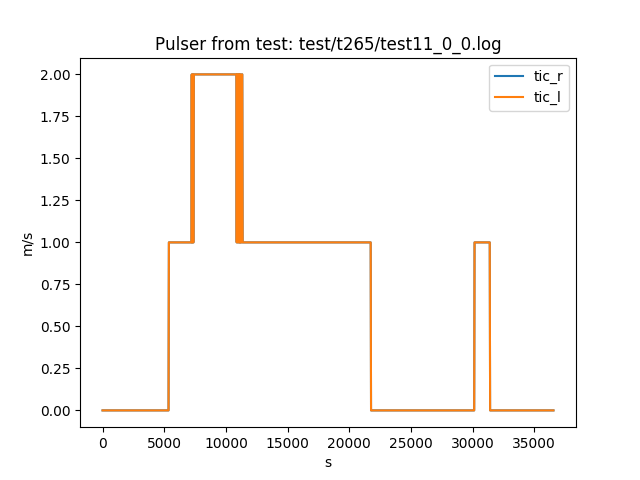 Pulser from test: test/t265/test11_0_0.log
tic_r
tic_l
2.00
1.75
1.50
1.25
1.00
0.75
0.50
0.25
0.00
m/s
0 5000 10000 15000 20000 25000 30000 35000
s